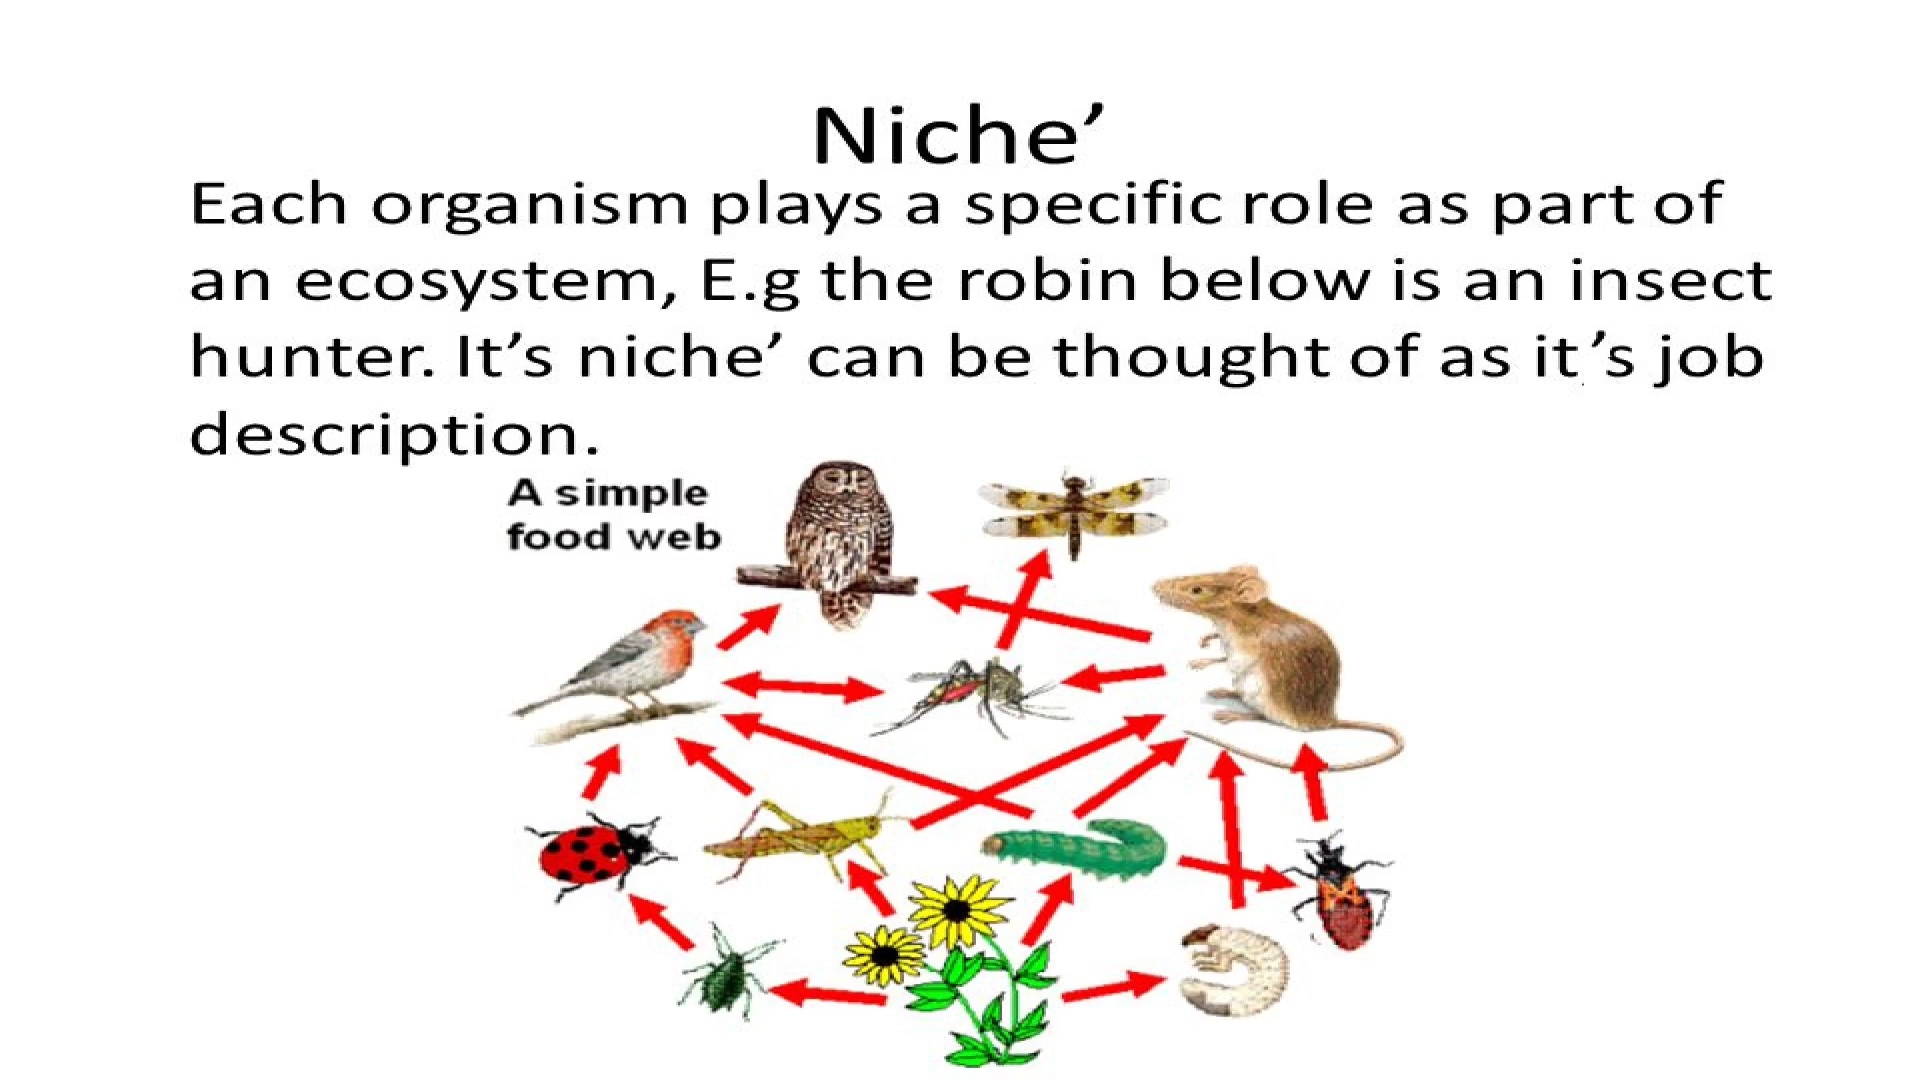 Niche’
Each organism plays a specific role as part of
an ecosystem, E.g the robin below is an insect
hunter. It’s niche’ can be thought of as it’s job
description.
A simple
food web